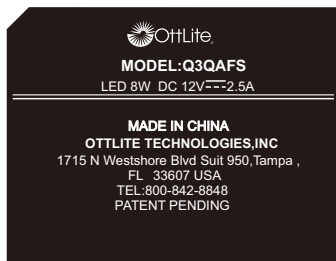 OttLite
MODEL:Q3QAFS
LED 8W DC 12V⎓2.5A
MADE IN CHINA
OTTLITE TECHNOLOGIES,INC
1715 N Westshore Blvd Suit 950,Tampa ,
FL 33607 USA
TEL:800-842-8848
PATENT PENDING